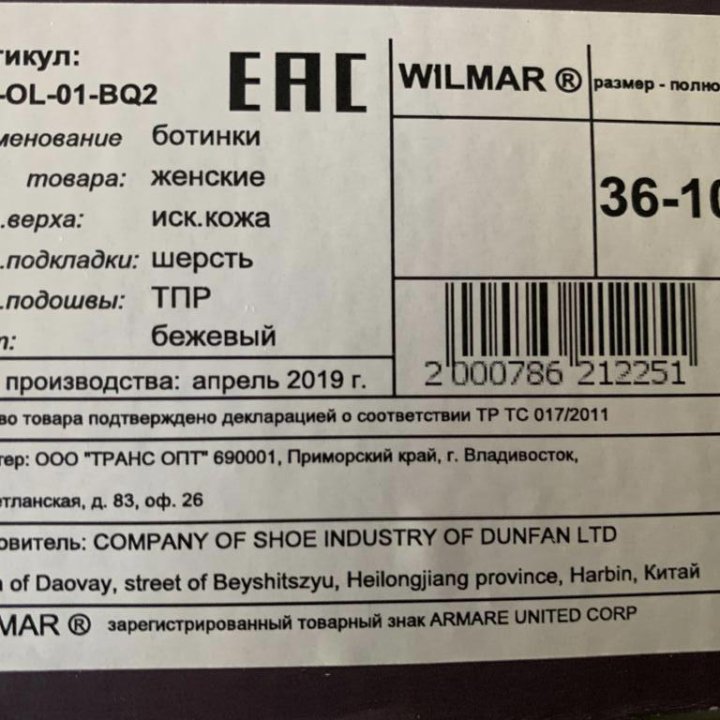 тикул:
-OL-01-BQ2
EAC
WILMAR ®
размер - полно
менование ботинки
товара: женские
.верха: иск.кожа
36-10
.подкладки: шерсть
.подошвы: ТПР
т: бежевый
2 000786 212251
производства: апрель 2019 г.
во товара подтверждено декларацией о соответствии ТР ТС 017/2011
тер: ООО "ТРАНС ОПТ" 690001, Приморский край, г. Владивосток,
етланская, д. 83, оф. 26
овитель: COMPANY OF SHOE INDUSTRY OF DUNFAN LTD
of Daovay, street of Beyshitszyu, Heilongjiang province, Harbin, Китай
MAR ® зарегистрированный товарный знак ARMARE UNITED CORP